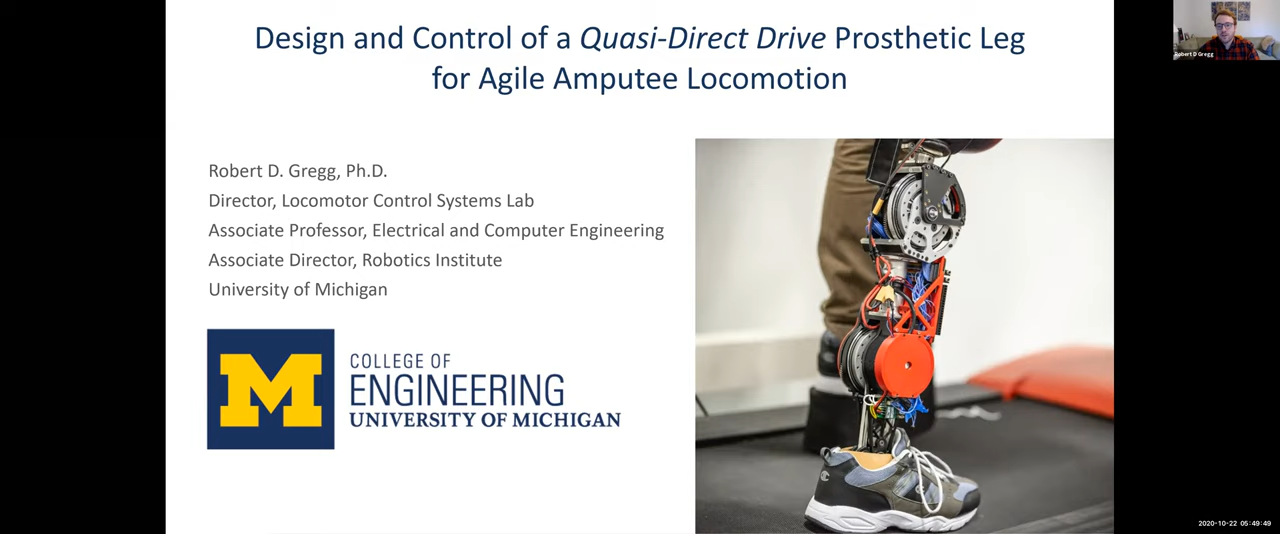 Design and Control of a Quasi-Direct Drive Prosthetic Leg
for Agile Amputee Locomotion
Robert D. Gregg, Ph.D.
Director, Locomotor Control Systems Lab
Associate Professor, Electrical and Computer Engineering
Associate Director, Robotics Institute
University of Michigan
M
COLLEGE OF
ENGINEERING
UNIVERSITY OF MICHIGAN
Robert D Gregg
2020-10-22 05:49:49